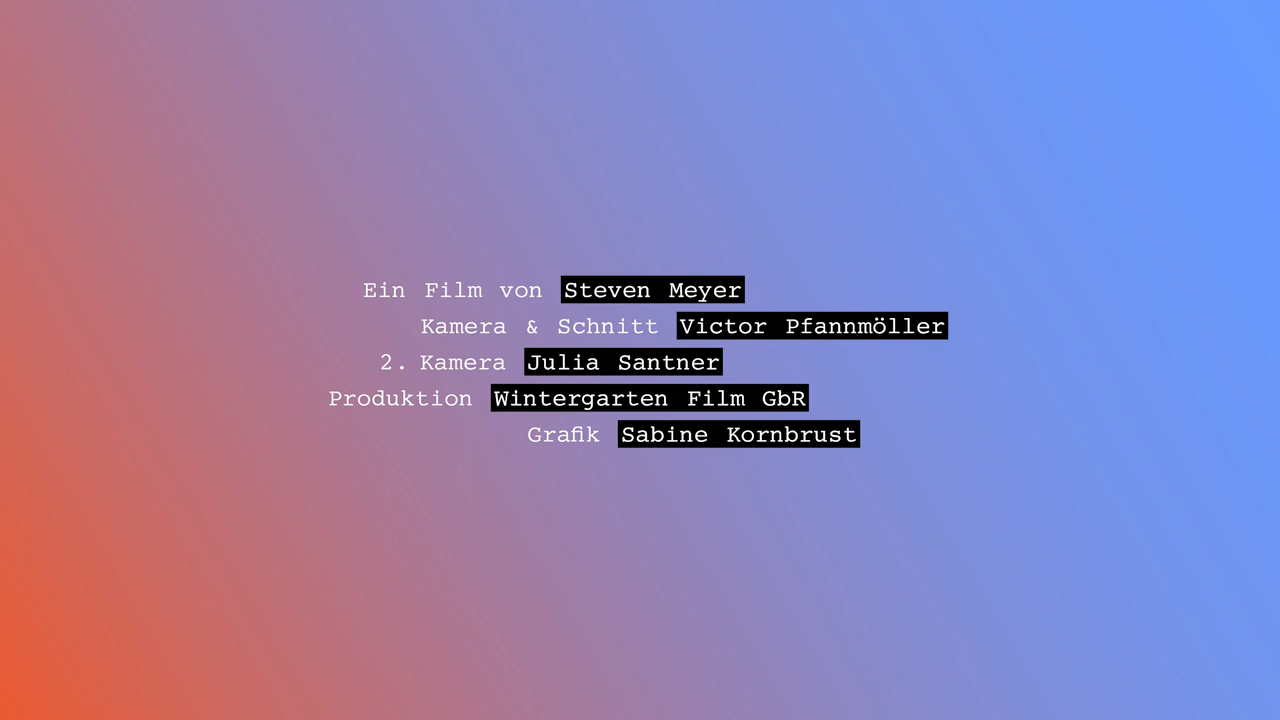 Ein Film von Steven Meyer
Kamera & Schnitt Victor Pfannmöller
2. Kamera Julia Santner
Produktion Wintergarten Film GbR
Grafik Sabine Kornbrust